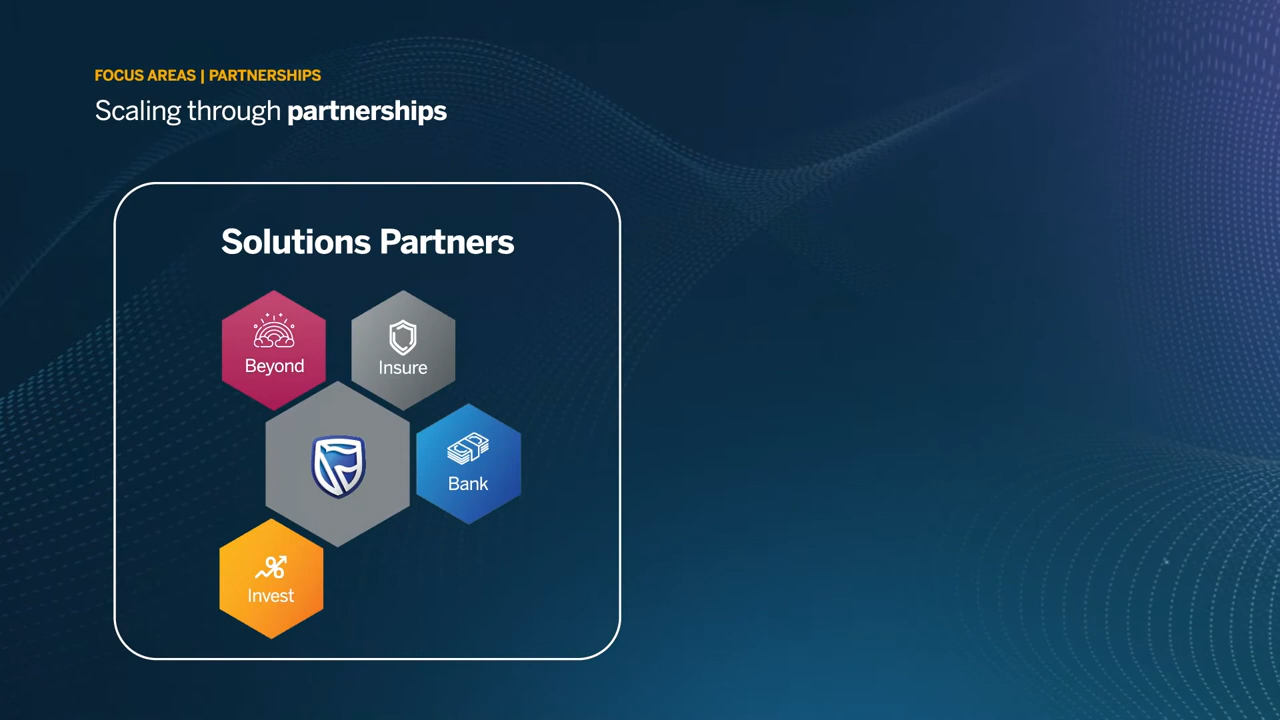 FOCUS AREAS | PARTNERSHIPS
Scaling through partnerships
Solutions Partners
Beyond
Insure
Bank
Invest